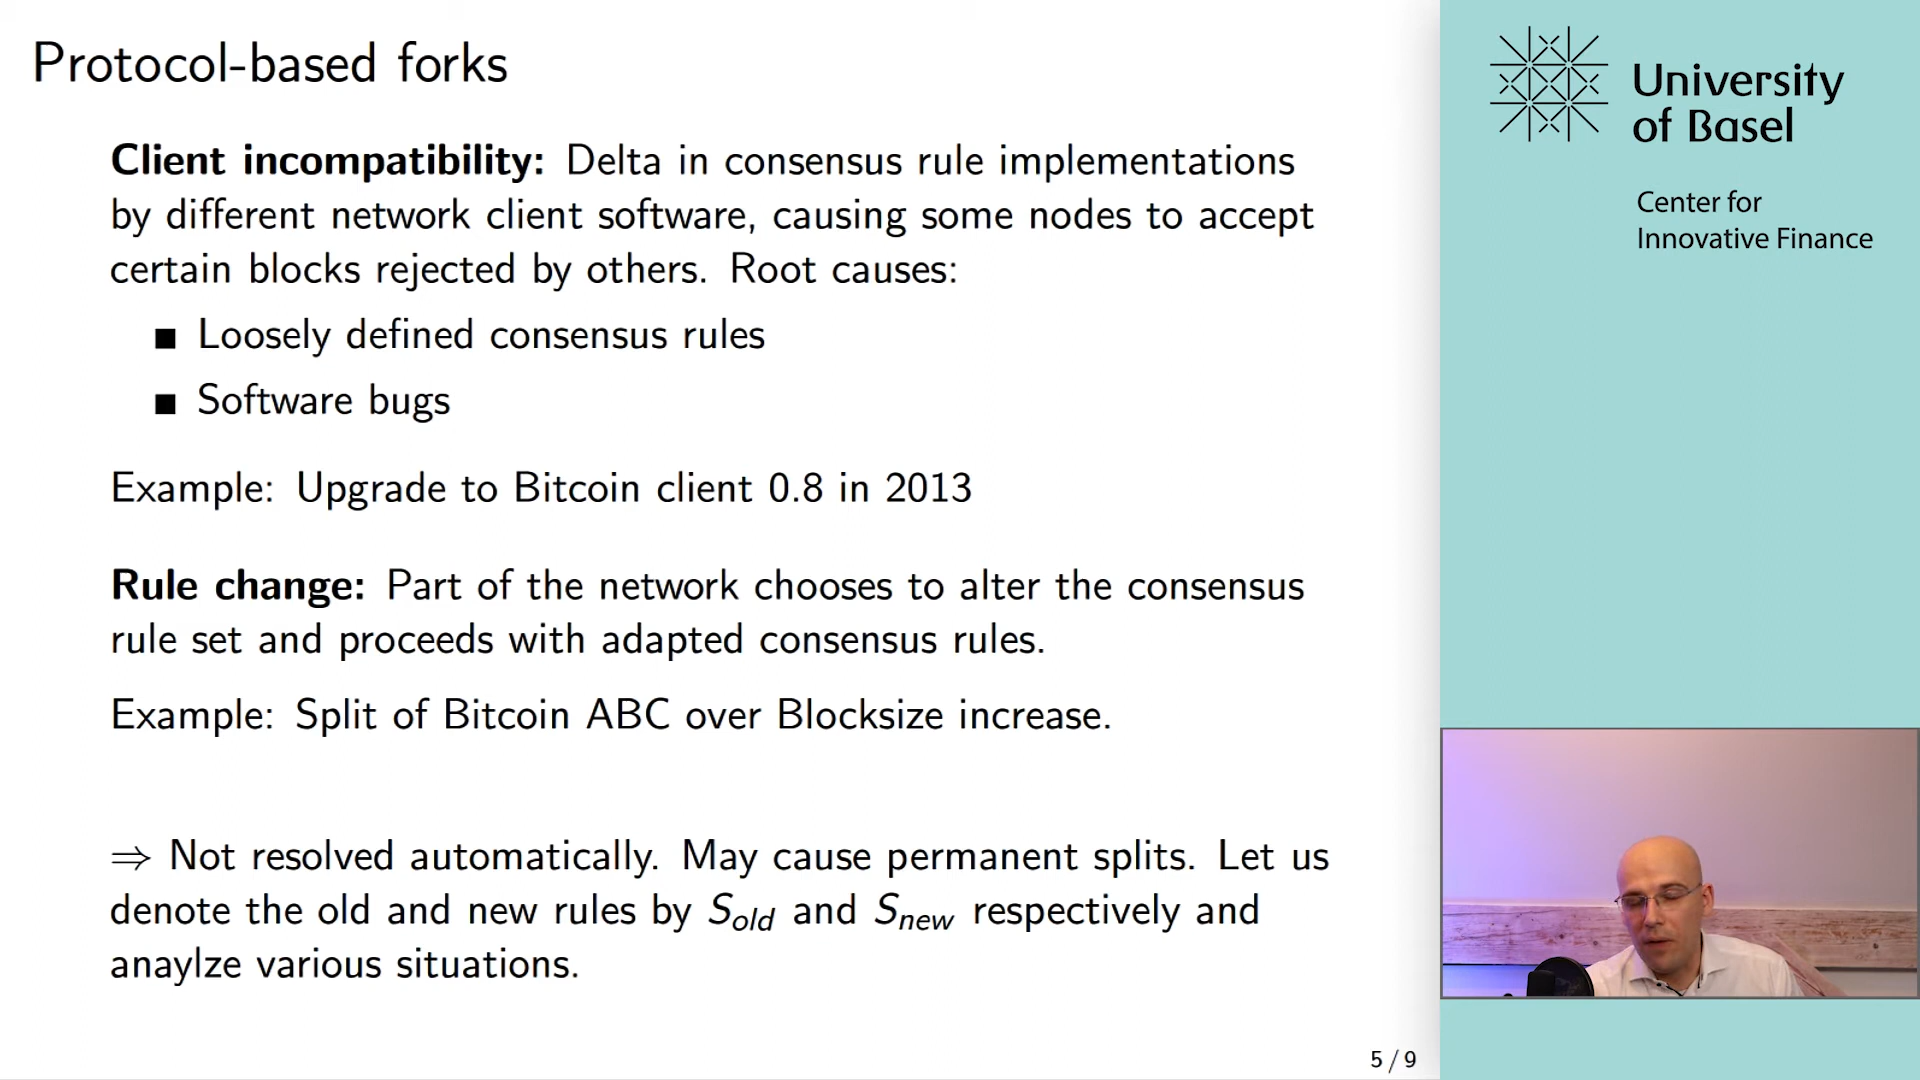 Protocol-based forks
Client incompatibility: Delta in consensus rule implementations
by different network client software, causing some nodes to accept
certain blocks rejected by others. Root causes:
■ Loosely defined consensus rules
■ Software bugs
Example: Upgrade to Bitcoin client 0.8 in 2013
Rule change: Part of the network chooses to alter the consensus
rule set and proceeds with adapted consensus rules.
Example: Split of Bitcoin ABC over Blocksize increase.
⇒ Not resolved automatically. May cause permanent splits. Let us
denote the old and new rules by S_old and S_new respectively and
anaylze various situations.
5 / 9
University
of Basel
Center for
Innovative Finance